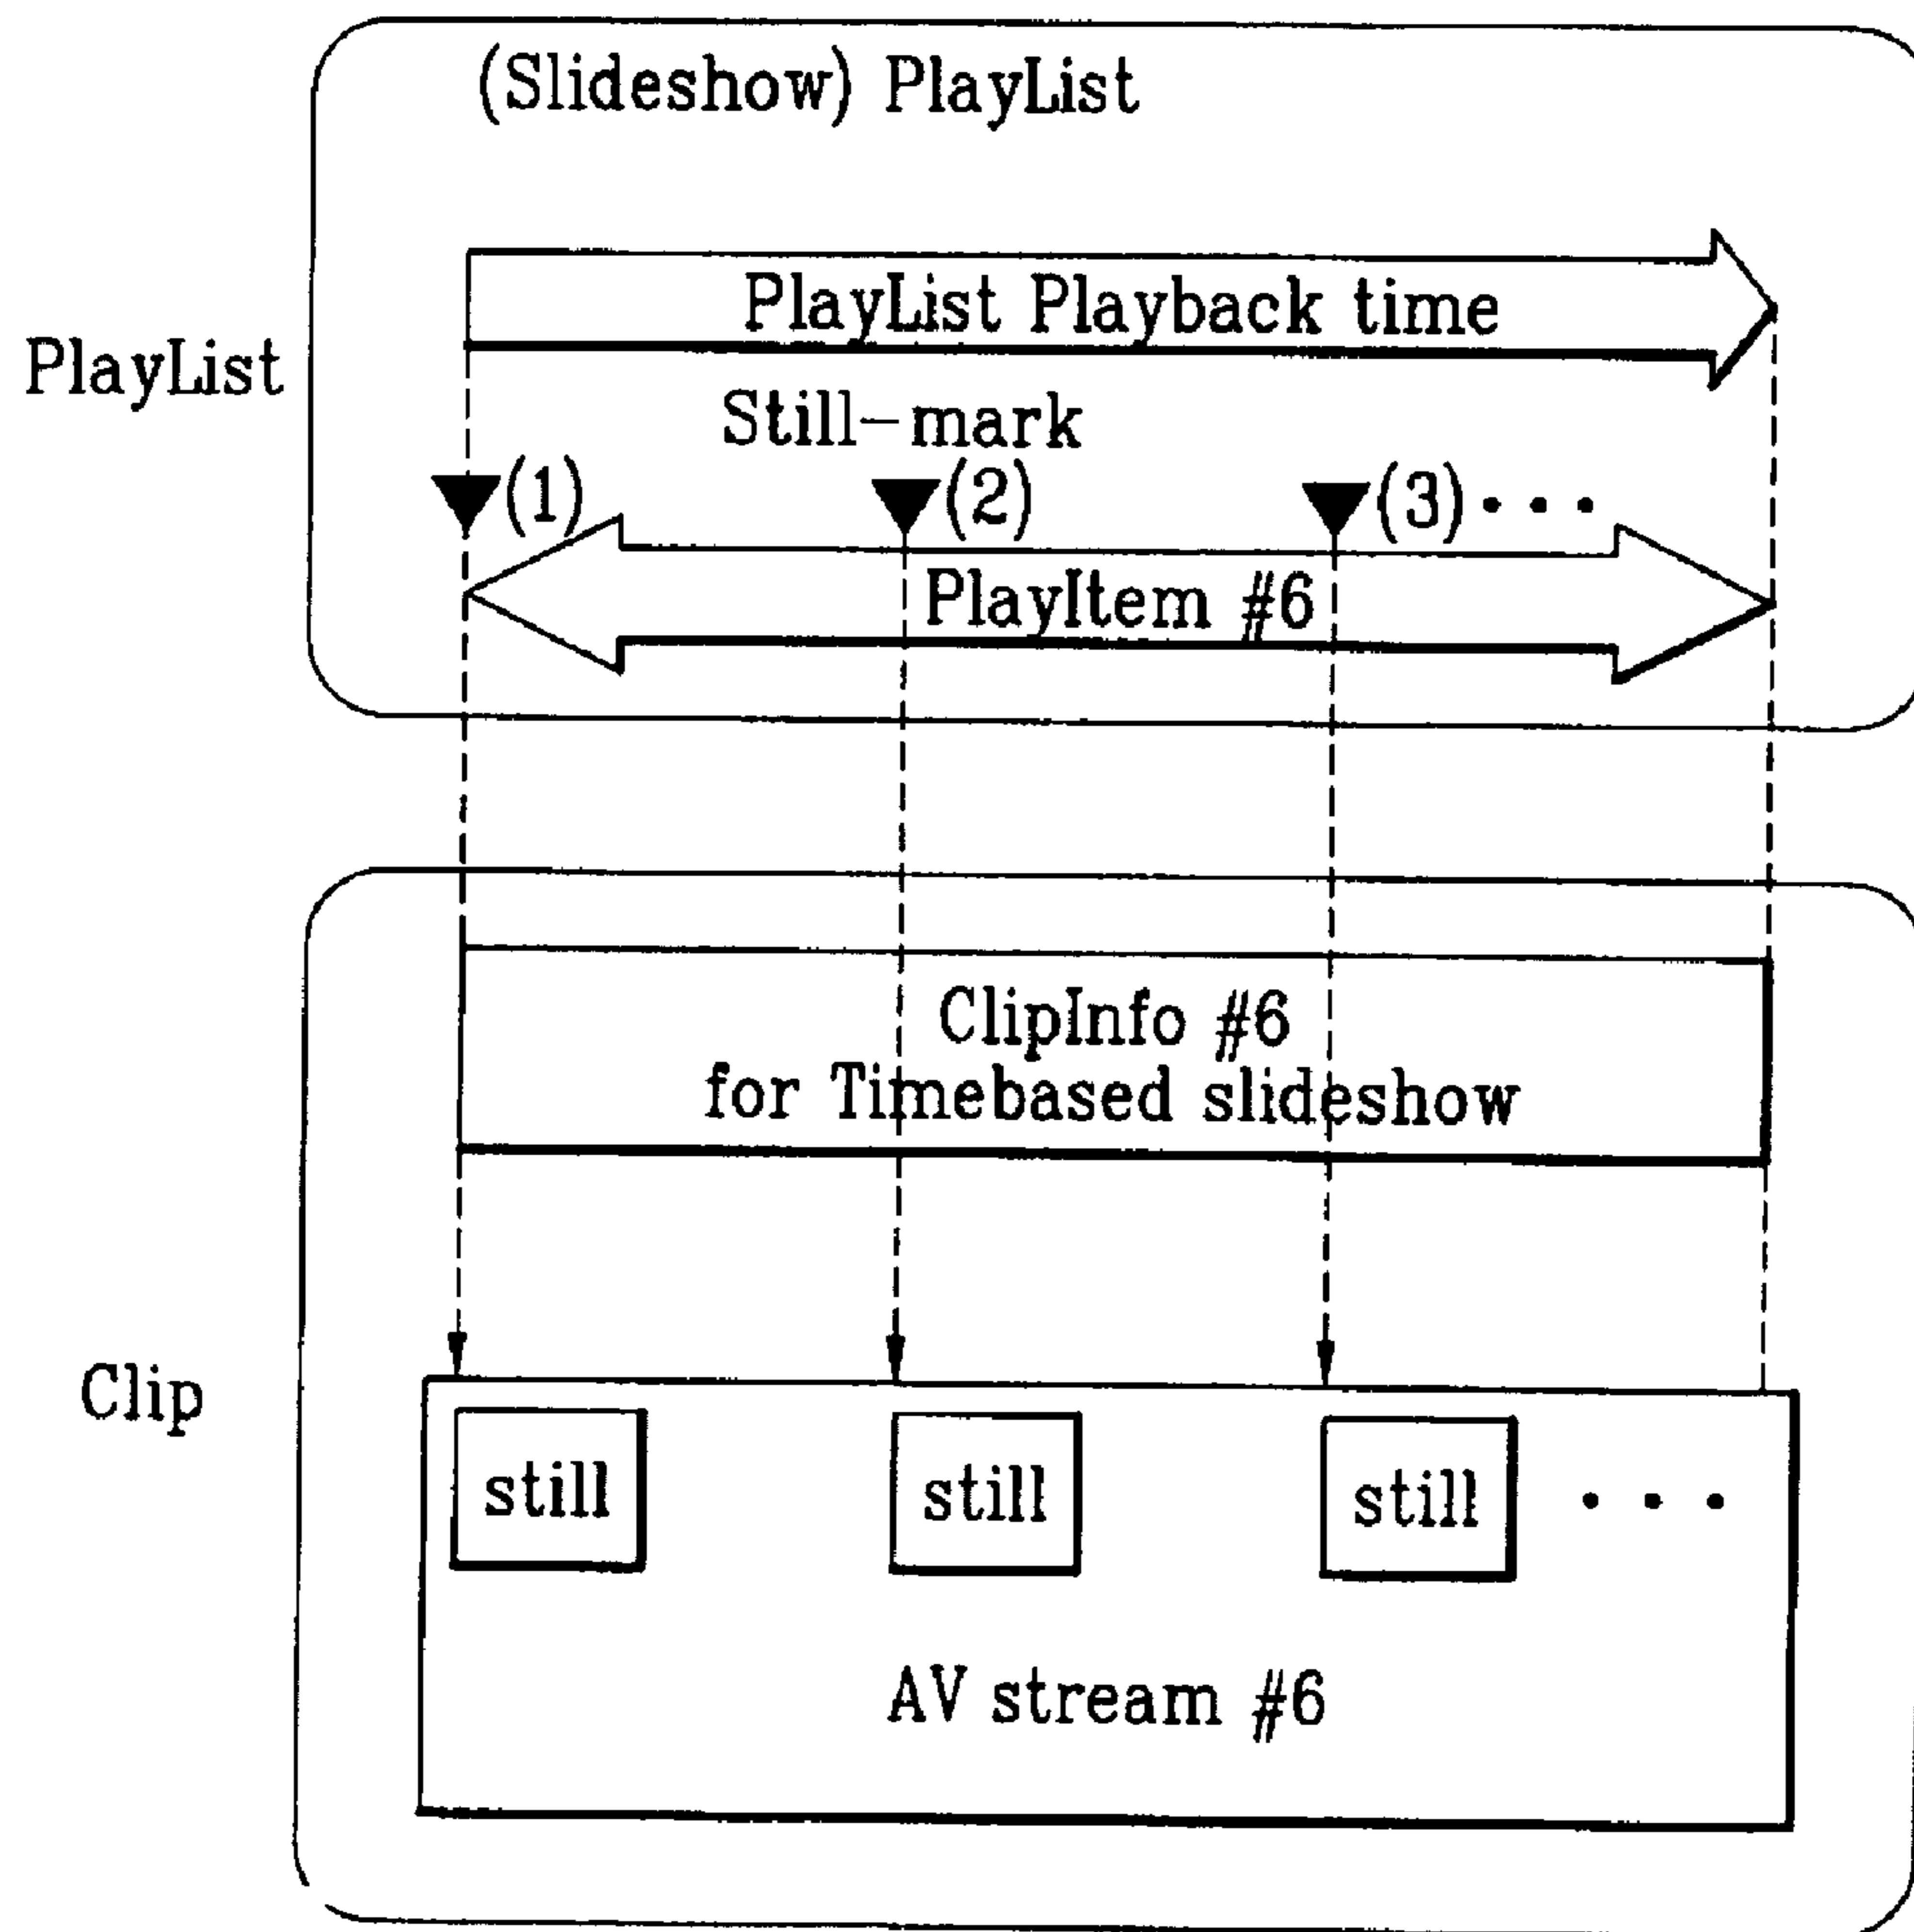 (Slideshow) PlayList
PlayList Playback time
PlayList
Still-mark
(1) (2) (3) • • •
PlayItem #6
ClipInfo #6
for Timebased slideshow
Clip
still still still • • •
AV stream #6